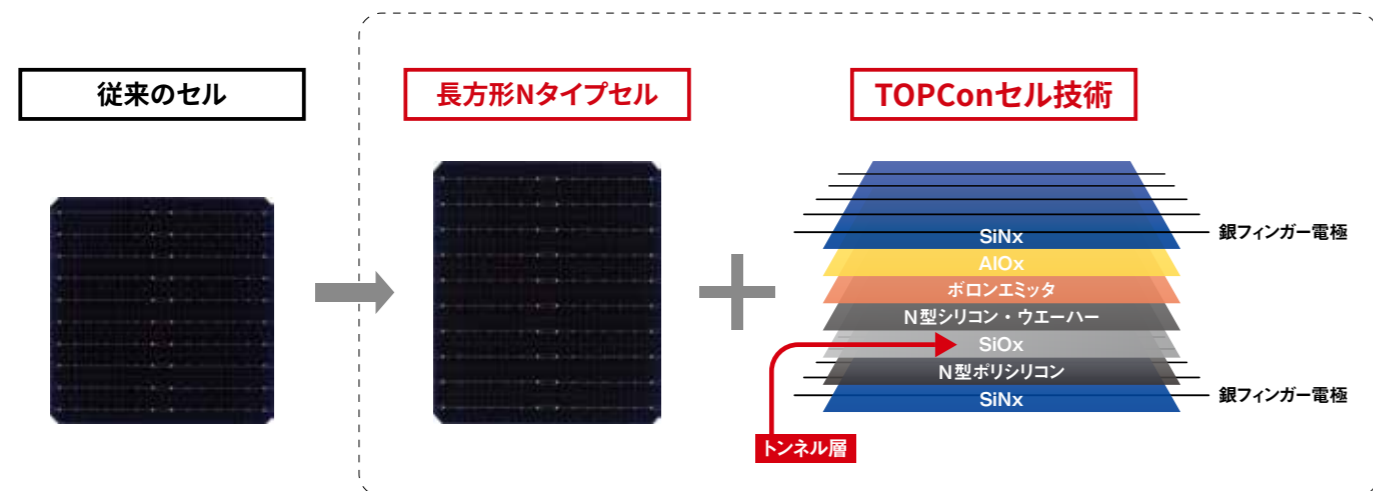 従来のセル
長方形Nタイプセル
TOPConセル技術
SiNx
銀フィンガー電極
AlOx
ボロンエミッタ
N型シリコン・ウエーハー
SiOx
N型ポリシリコン
SiNx
銀フィンガー電極
トンネル層